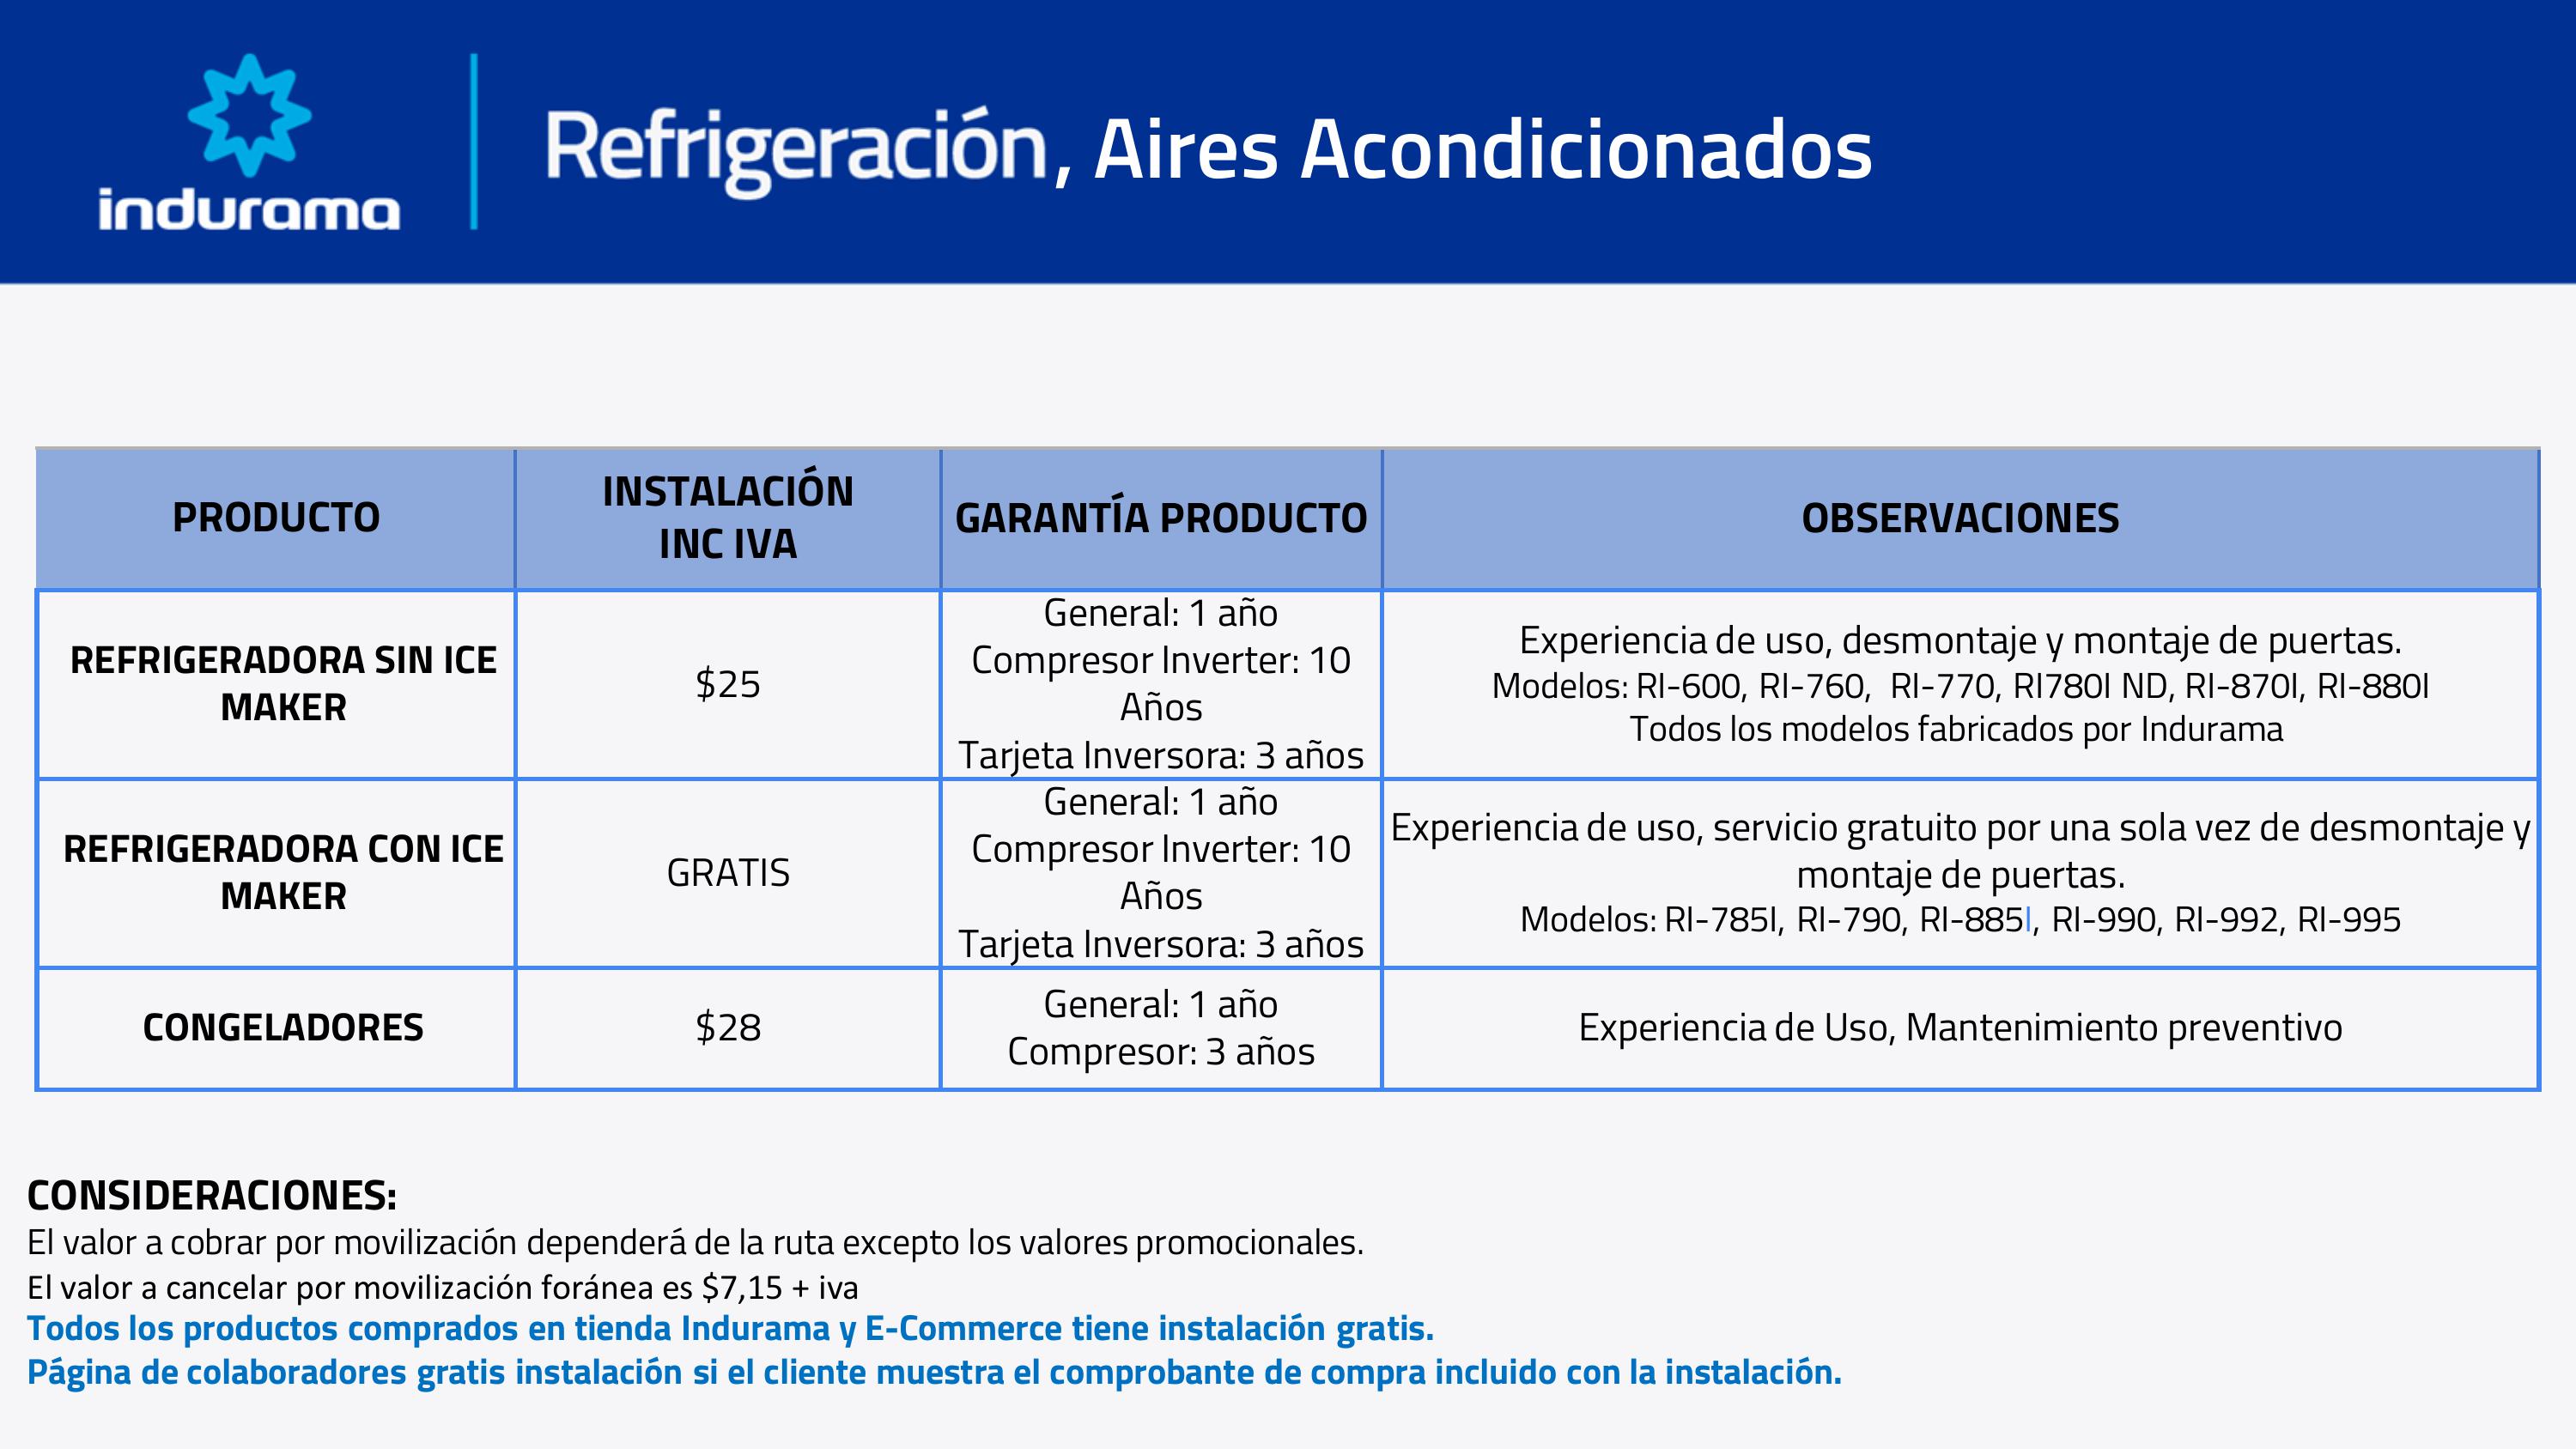 indurama
Refrigeración, Aires Acondicionados
PRODUCTO
INSTALACIÓN
INC IVA
GARANTÍA PRODUCTO
OBSERVACIONES
REFRIGERADORA SIN ICE
MAKER
$25
General: 1 año
Compresor Inverter: 10
Años
Tarjeta Inversora: 3 años
Experiencia de uso, desmontaje y montaje de puertas.
Modelos: RI-600, RI-760,  RI-770, RI780I ND, RI-870I, RI-880I
Todos los modelos fabricados por Indurama
REFRIGERADORA CON ICE
MAKER
GRATIS
General: 1 año
Compresor Inverter: 10
Años
Tarjeta Inversora: 3 años
Experiencia de uso, servicio gratuito por una sola vez de desmontaje y
montaje de puertas.
Modelos: RI-785I, RI-790, RI-885I, RI-990, RI-992, RI-995
CONGELADORES
$28
General: 1 año
Compresor: 3 años
Experiencia de Uso, Mantenimiento preventivo
CONSIDERACIONES:
El valor a cobrar por movilización dependerá de la ruta excepto los valores promocionales.
El valor a cancelar por movilización foránea es $7,15 + iva
Todos los productos comprados en tienda Indurama y E-Commerce tiene instalación gratis.
Página de colaboradores gratis instalación si el cliente muestra el comprobante de compra incluido con la instalación.